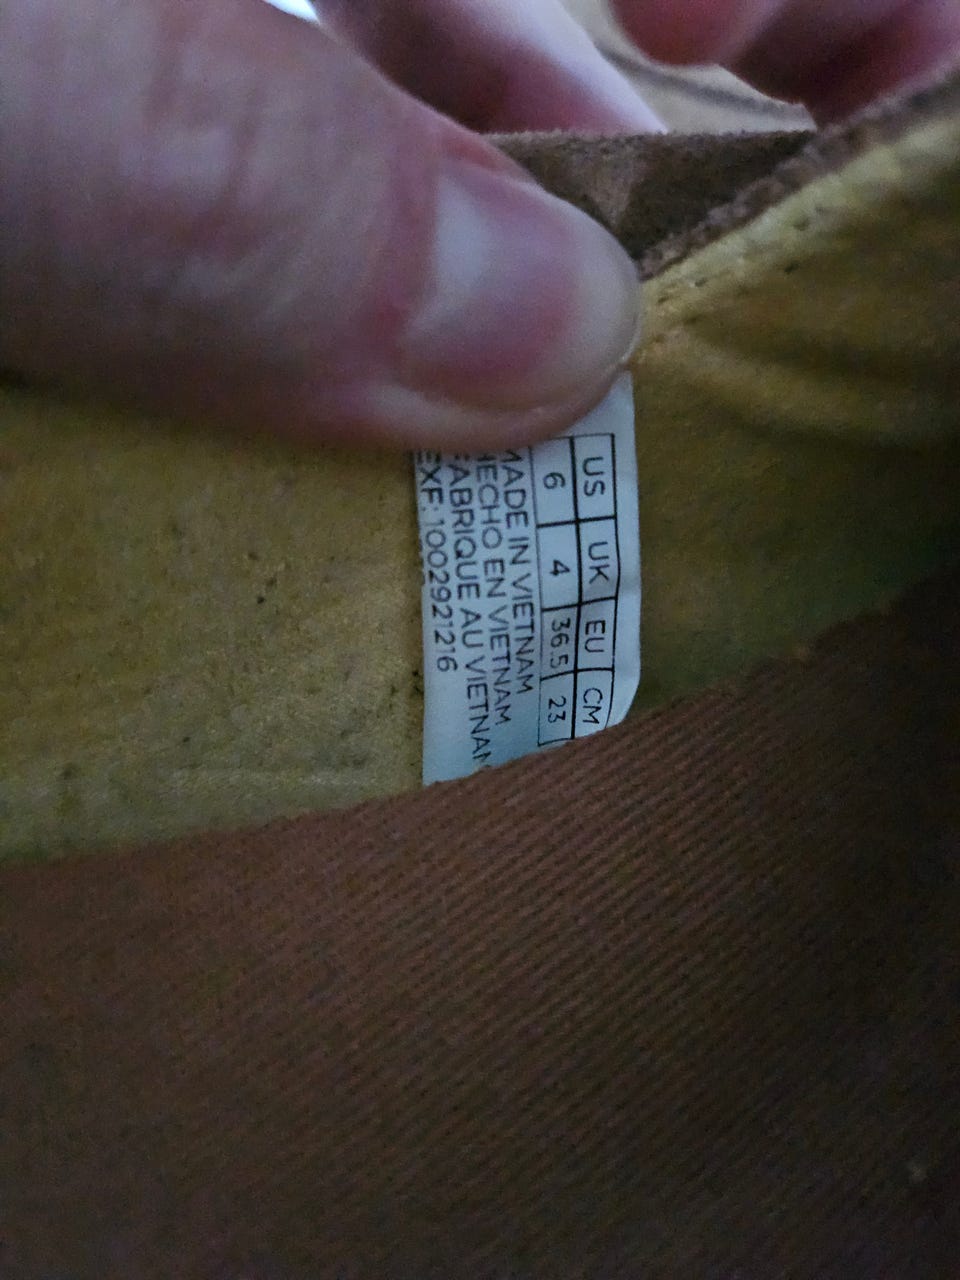 US UK EU CM
6 4 36.5 23
MADE IN VIETNAM
HECHO EN VIETNAM
FABRIQUE AU VIETNAM
EXF: 1002921216